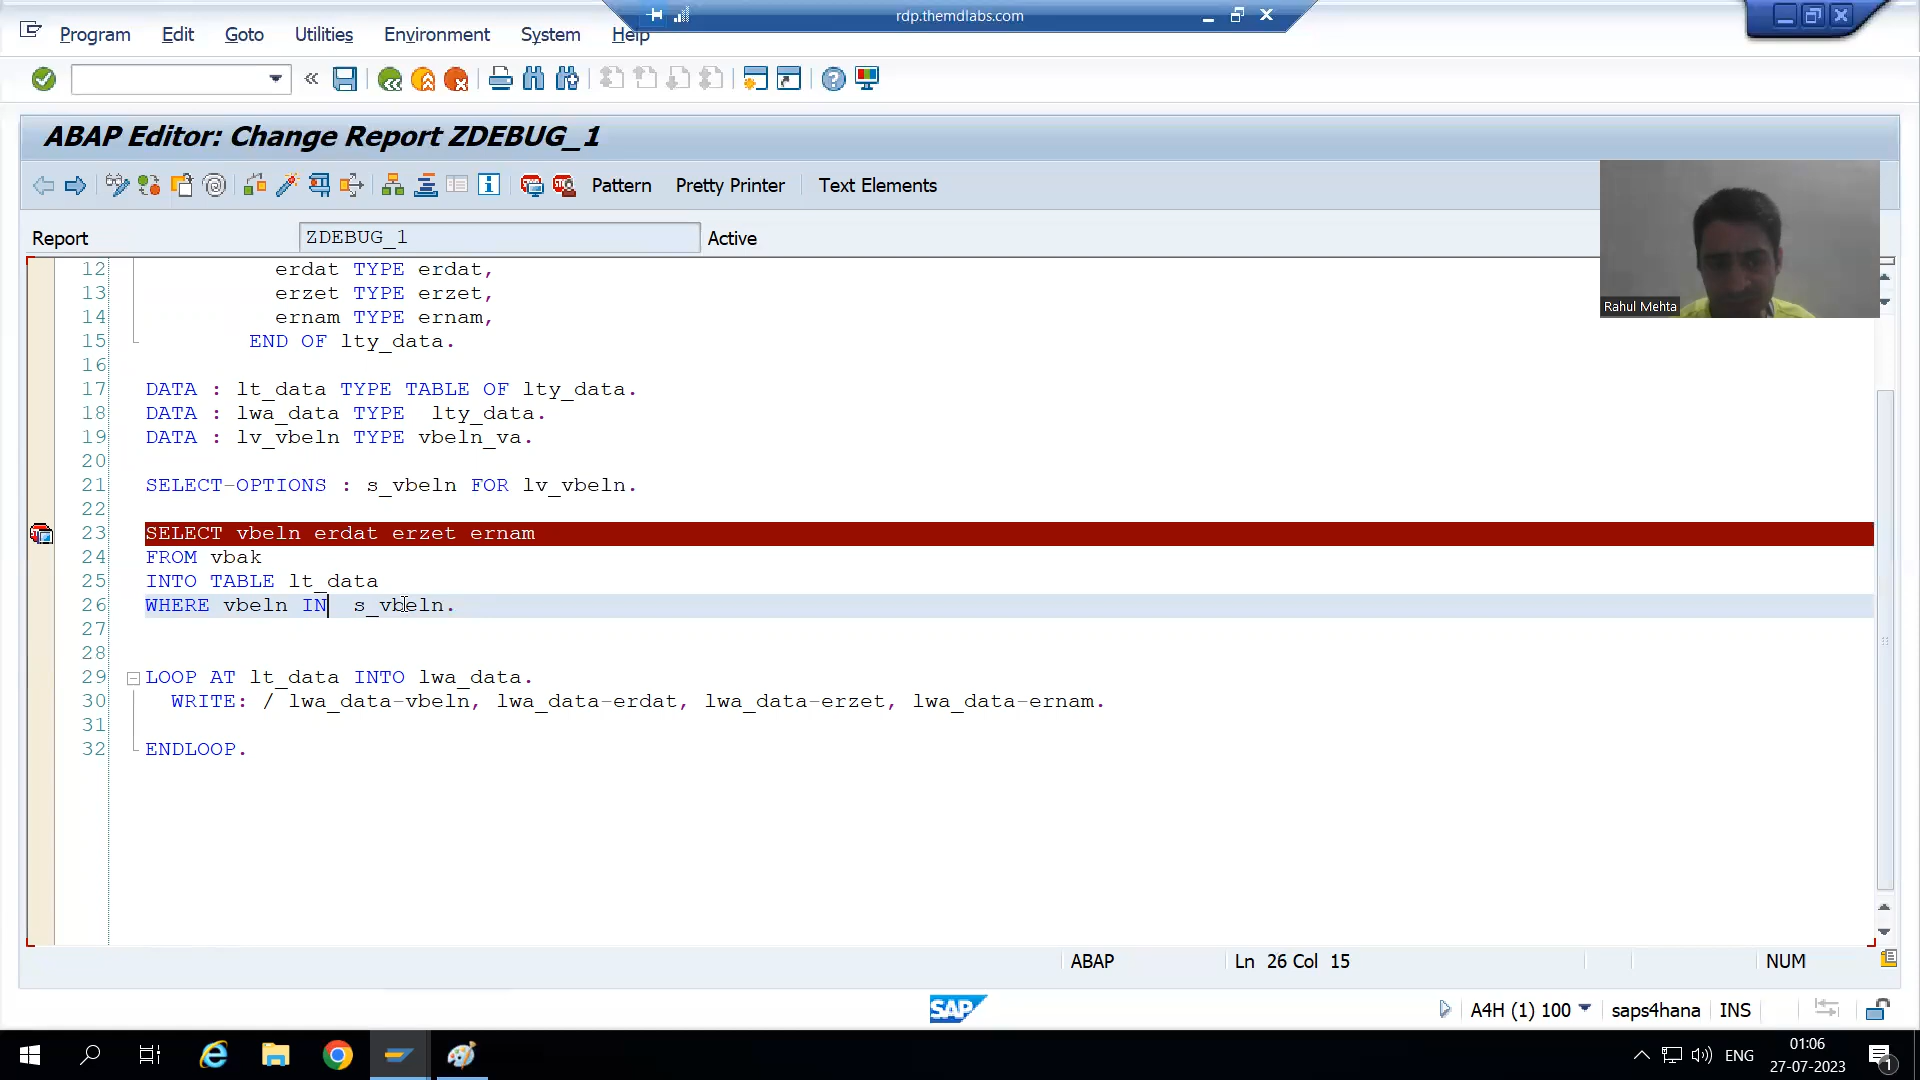 rdp.themdlabs.com
Program Edit Goto Utilities Environment System Help
ABAP Editor: Change Report ZDEBUG_1
Pattern Pretty Printer Text Elements
Report ZDEBUG_1 Active
Rahul Mehta
12 erdat TYPE erdat,
13 erzet TYPE erzet,
14 ernam TYPE ernam,
15 END OF lty_data.
16
17 DATA : lt_data TYPE TABLE OF lty_data.
18 DATA : lwa_data TYPE  lty_data.
19 DATA : lv_vbeln TYPE vbeln_va.
20
21 SELECT-OPTIONS : s_vbeln FOR lv_vbeln.
22
23 SELECT vbeln erdat erzet ernam
24 FROM vbak
25 INTO TABLE lt_data
26 WHERE vbeln IN  s_vbeln.
27
28
29 LOOP AT lt_data INTO lwa_data.
30 WRITE: / lwa_data-vbeln, lwa_data-erdat, lwa_data-erzet, lwa_data-ernam.
31
32 ENDLOOP.
ABAP Ln 26 Col 15 NUM
SAP A4H (1) 100 saps4hana INS
ENG 01:06
27-07-2023 1